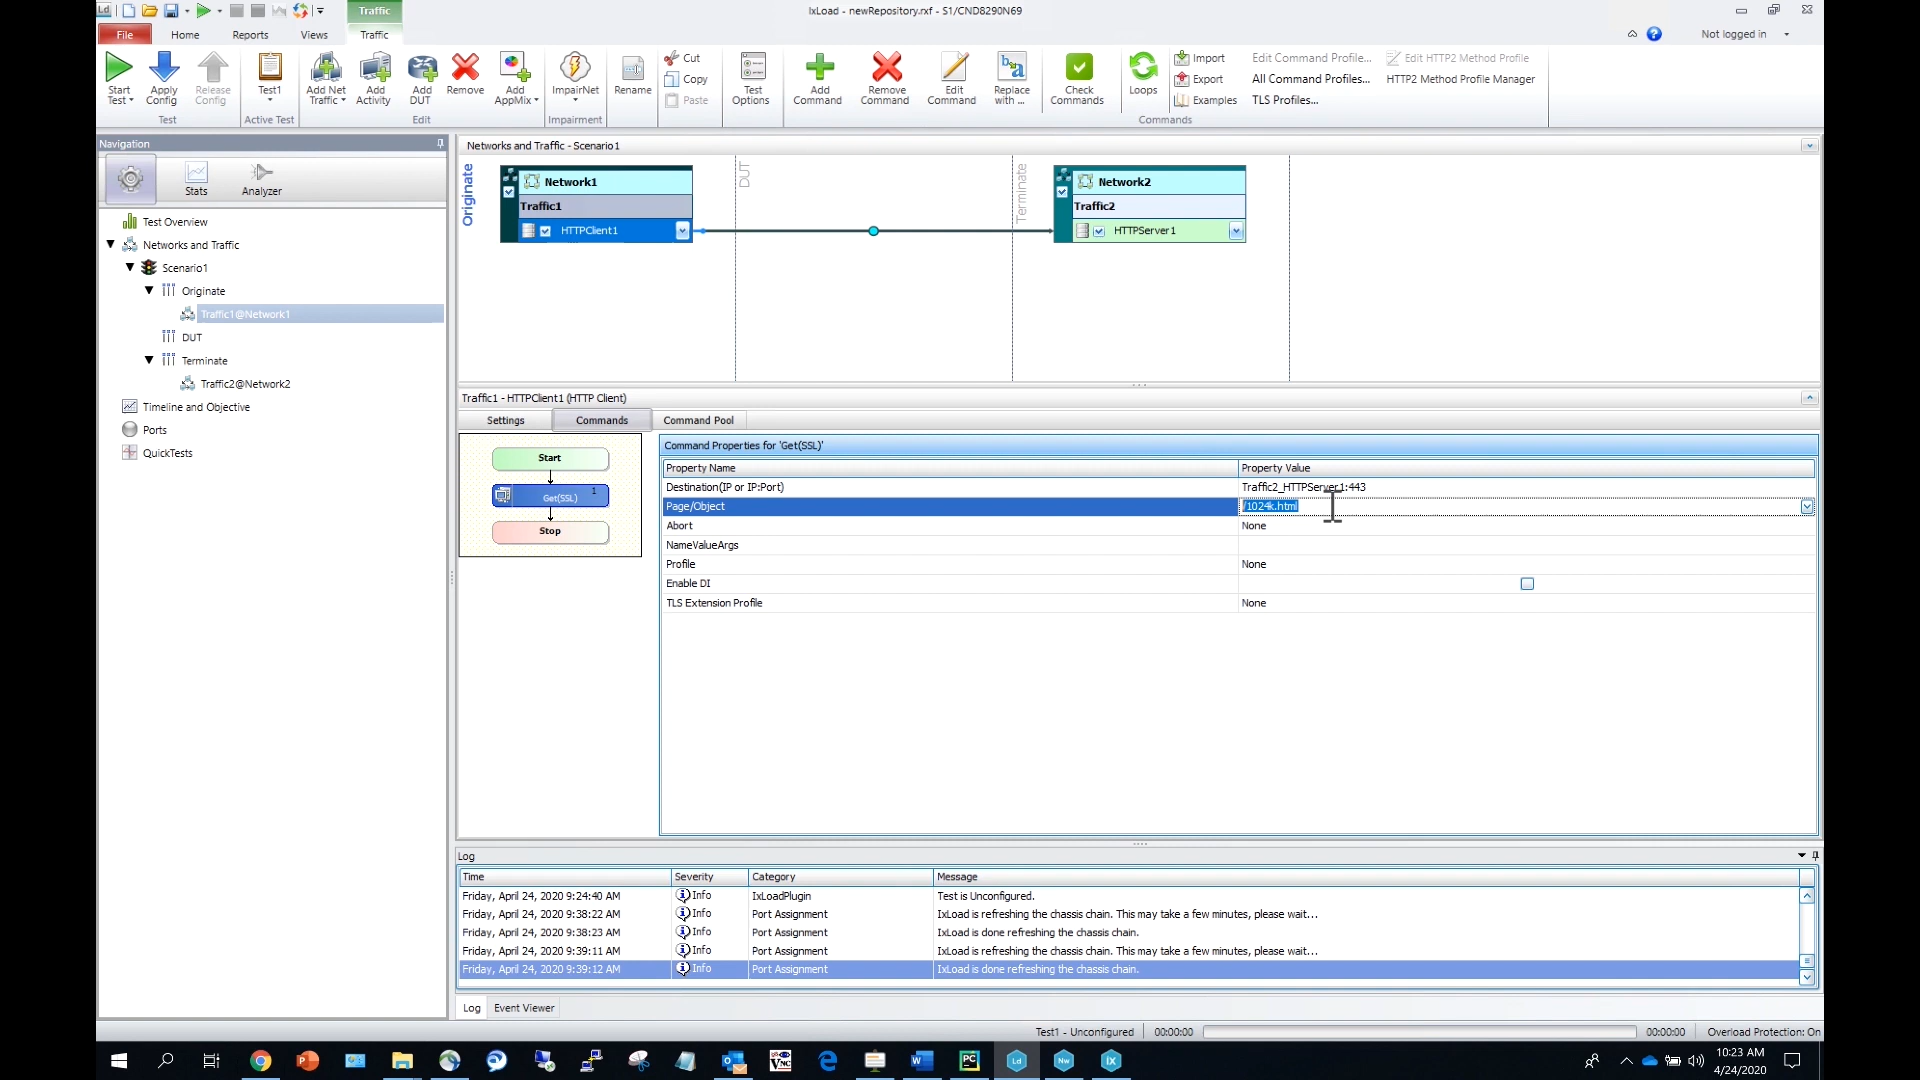 Ld
Traffic
IxLoad - newRepository.rxf - S1/CND8290N69
File
Home
Reports
Views
Traffic
Not logged in
Start Test
Apply Config
Release Config
Test1
Add Net Traffic
Add Activity
Add DUT
Remove
Add AppMix
ImpairNet
Rename
Cut
Copy
Paste
Test Options
Add Command
Remove Command
Edit Command
Replace with ...
Check Commands
Loops
Import
Export
Examples
Edit Command Profile...
All Command Profiles...
TLS Profiles...
Edit HTTP2 Method Profile
HTTP2 Method Profile Manager
Test
Active Test
Edit
Impairment
Commands
Navigation
Stats
Analyzer
Test Overview
Networks and Traffic
Scenario1
Originate
Traffic1@Network1
DUT
Terminate
Traffic2@Network2
Timeline and Objective
Ports
QuickTests
Networks and Traffic - Scenario1
Originate
Network1
Traffic1
HTTPClient1
DUT
Terminate
Network2
Traffic2
HTTPServer1
Traffic1 - HTTPClient1 (HTTP Client)
Settings
Commands
Command Pool
Start
Get(SSL) 1
Stop
Command Properties for 'Get(SSL)'
Property Name Property Value
Destination(IP or IP:Port) Traffic2_HTTPServer1:443
Page/Object /1024k.html
Abort None
NameValueArgs
Profile None
Enable DI
TLS Extension Profile None
Log
Time Severity Category Message
Friday, April 24, 2020 9:24:40 AM Info IxLoadPlugin Test is Unconfigured.
Friday, April 24, 2020 9:38:22 AM Info Port Assignment IxLoad is refreshing the chassis chain. This may take a few minutes, please wait...
Friday, April 24, 2020 9:38:23 AM Info Port Assignment IxLoad is done refreshing the chassis chain.
Friday, April 24, 2020 9:39:11 AM Info Port Assignment IxLoad is refreshing the chassis chain. This may take a few minutes, please wait...
Friday, April 24, 2020 9:39:12 AM Info Port Assignment IxLoad is done refreshing the chassis chain.
Log
Event Viewer
Test1 - Unconfigured 00:00:00 00:00:00 Overload Protection: On
10:23 AM
4/24/2020